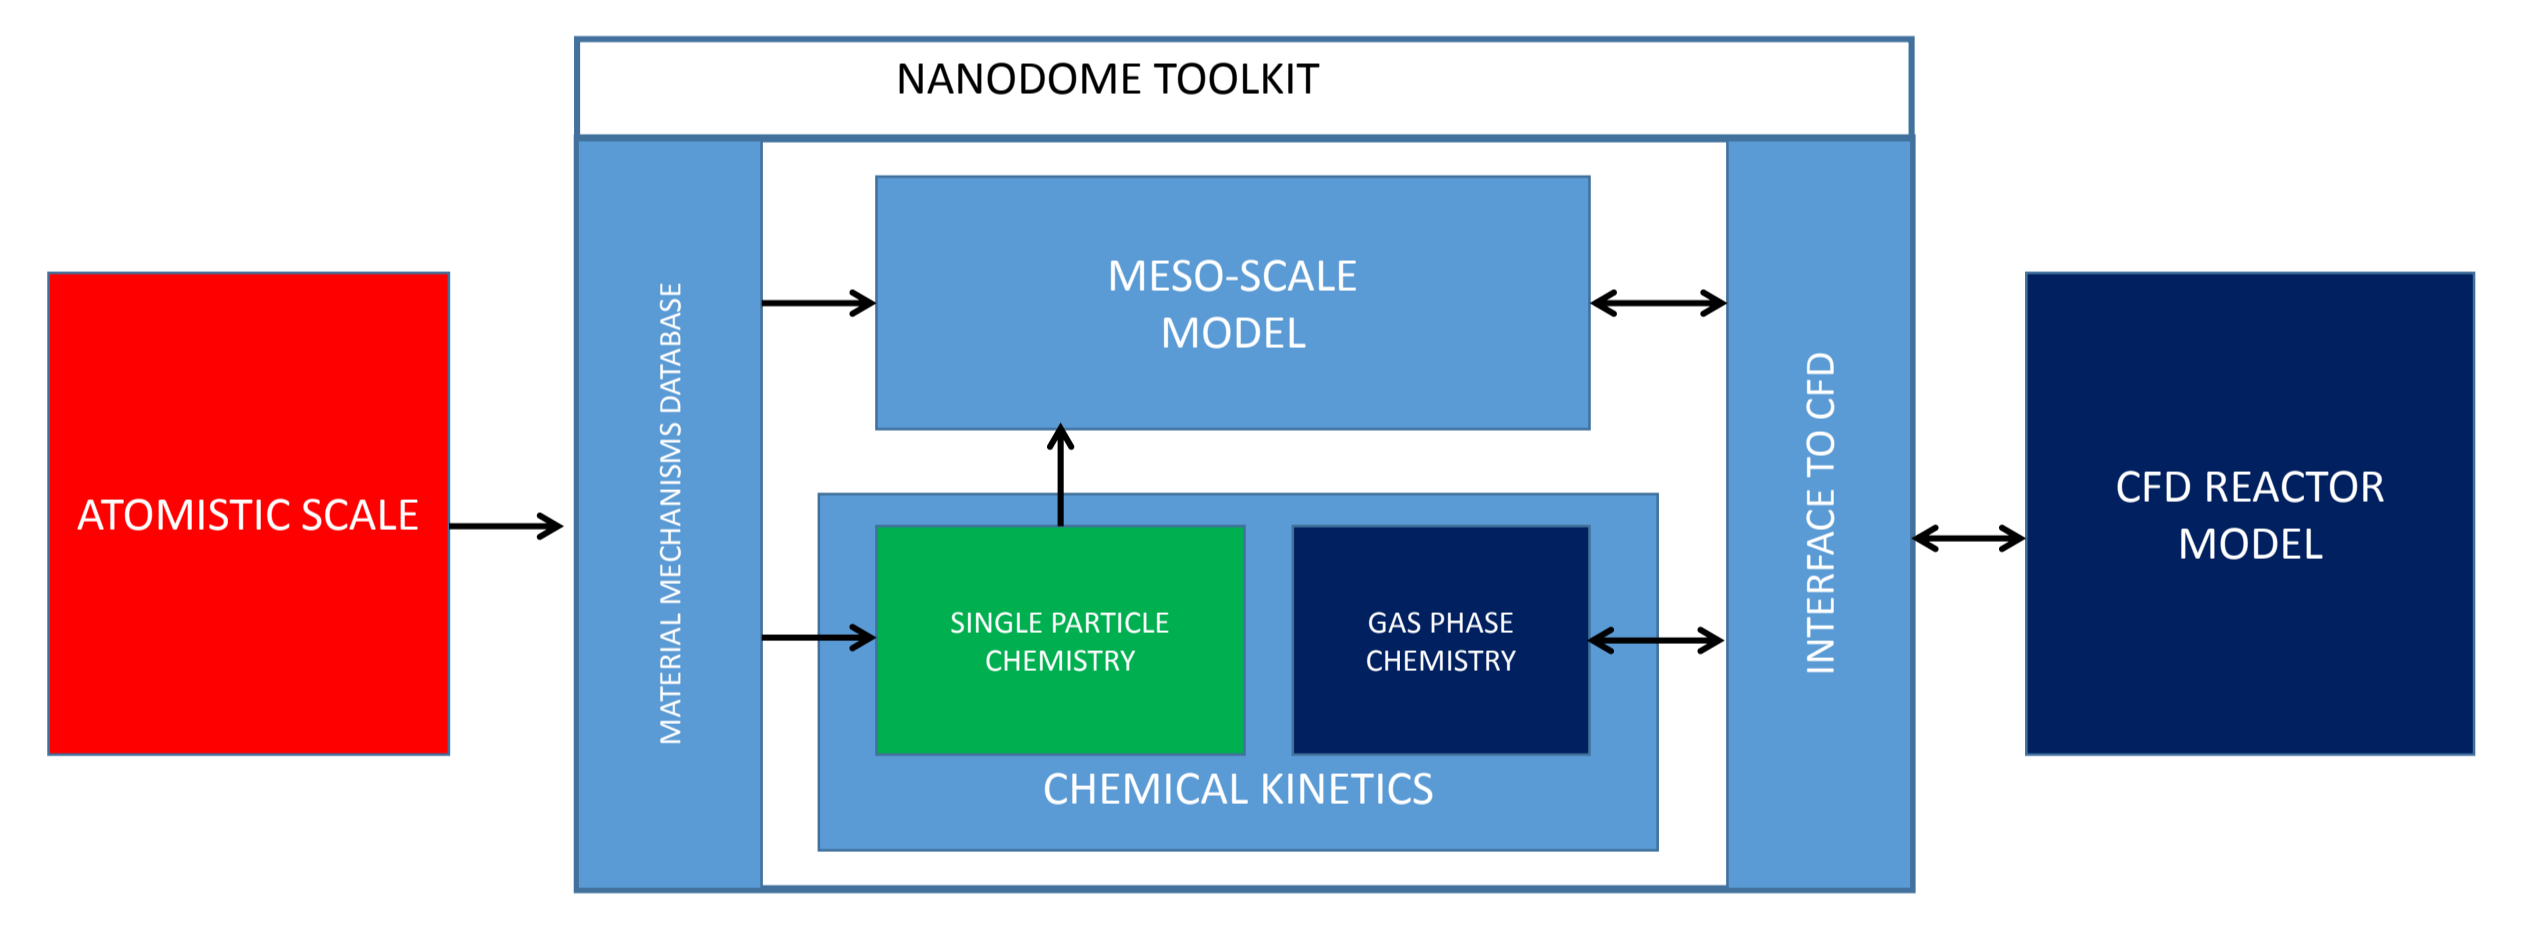 NANODOME TOOLKIT
ATOMISTIC SCALE
MATERIAL MECHANISMS DATABASE
MESO-SCALE
MODEL
SINGLE PARTICLE
CHEMISTRY
GAS PHASE
CHEMISTRY
CHEMICAL KINETICS
INTERFACE TO CFD
CFD REACTOR
MODEL